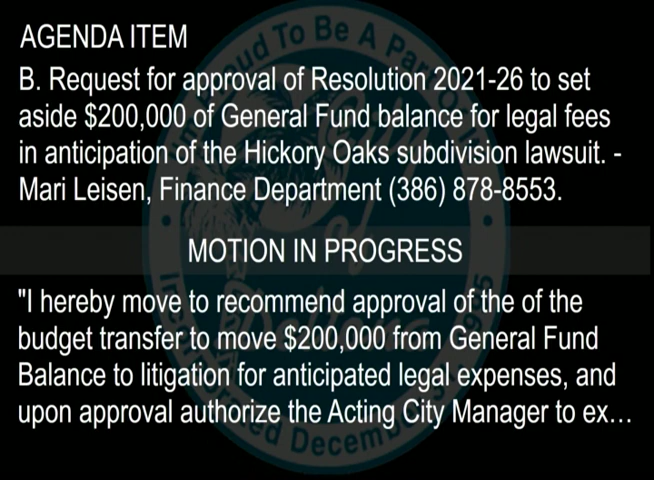 AGENDA ITEM
B. Request for approval of Resolution 2021-26 to set
aside $200,000 of General Fund balance for legal fees
in anticipation of the Hickory Oaks subdivision lawsuit. -
Mari Leisen, Finance Department (386) 878-8553.
MOTION IN PROGRESS
"I hereby move to recommend approval of the of the
budget transfer to move $200,000 from General Fund
Balance to litigation for anticipated legal expenses, and
upon approval authorize the Acting City Manager to ex...